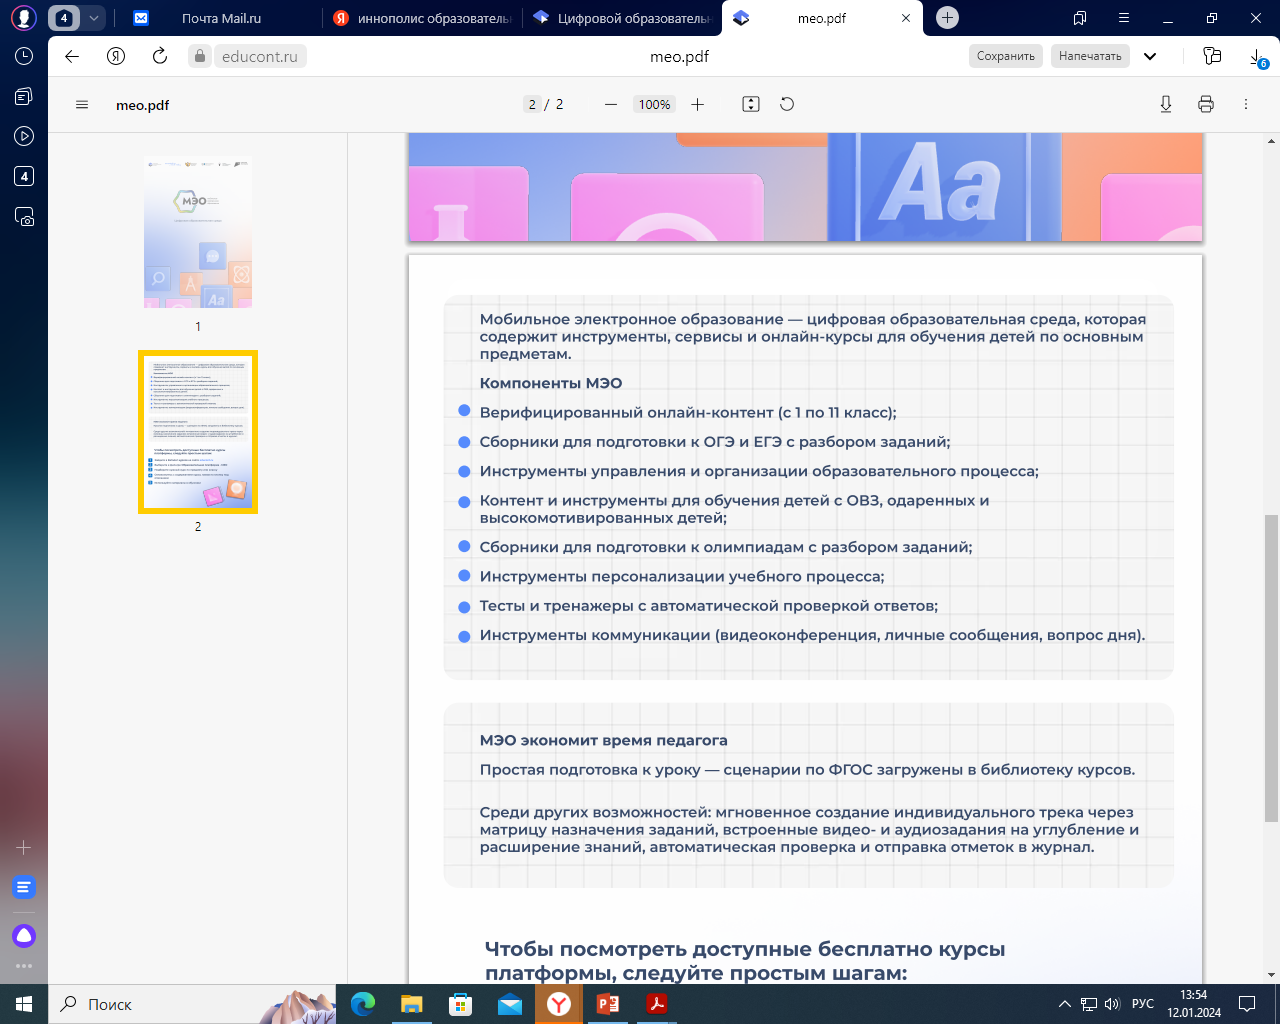 4
Почта Mail.ru
иннополис образователь
Цифровой образователь
meo.pdf
educont.ru
meo.pdf
Сохранить
Напечатать
6
meo.pdf
2 / 2
100%
4
МЭО
1
2
Aa
Мобильное электронное образование — цифровая образовательная среда, которая
содержит инструменты, сервисы и онлайн-курсы для обучения детей по основным
предметам.
Компоненты МЭО
Верифицированный онлайн-контент (с 1 по 11 класс);
Сборники для подготовки к ОГЭ и ЕГЭ с разбором заданий;
Инструменты управления и организации образовательного процесса;
Контент и инструменты для обучения детей с ОВЗ, одаренных и
высокомотивированных детей;
Сборники для подготовки к олимпиадам с разбором заданий;
Инструменты персонализации учебного процесса;
Тесты и тренажеры с автоматической проверкой ответов;
Инструменты коммуникации (видеоконференция, личные сообщения, вопрос дня).
МЭО экономит время педагога
Простая подготовка к уроку — сценарии по ФГОС загружены в библиотеку курсов.
Среди других возможностей: мгновенное создание индивидуального трека через
матрицу назначения заданий, встроенные видео- и аудиозадания на углубление и
расширение знаний, автоматическая проверка и отправка отметок в журнал.
Чтобы посмотреть доступные бесплатно курсы
платформы, следуйте простым шагам:
Поиск
РУС
13:54
12.01.2024